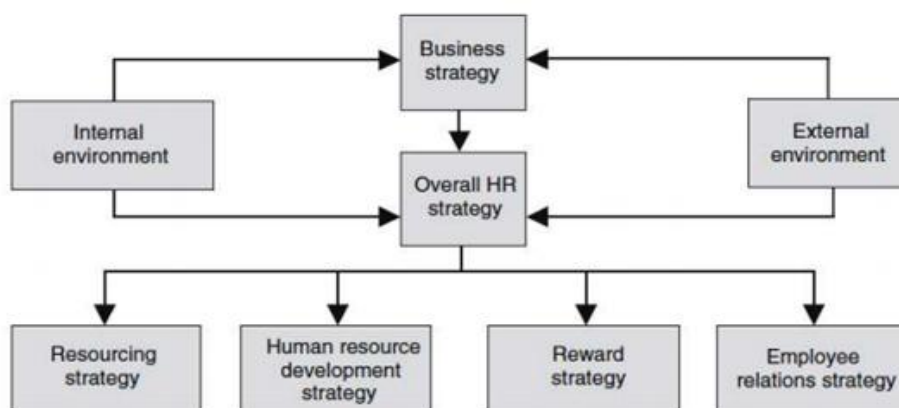 Business
strategy
Internal
environment
External
environment
Overall HR
strategy
Resourcing
strategy
Human resource
development
strategy
Reward
strategy
Employee
relations strategy